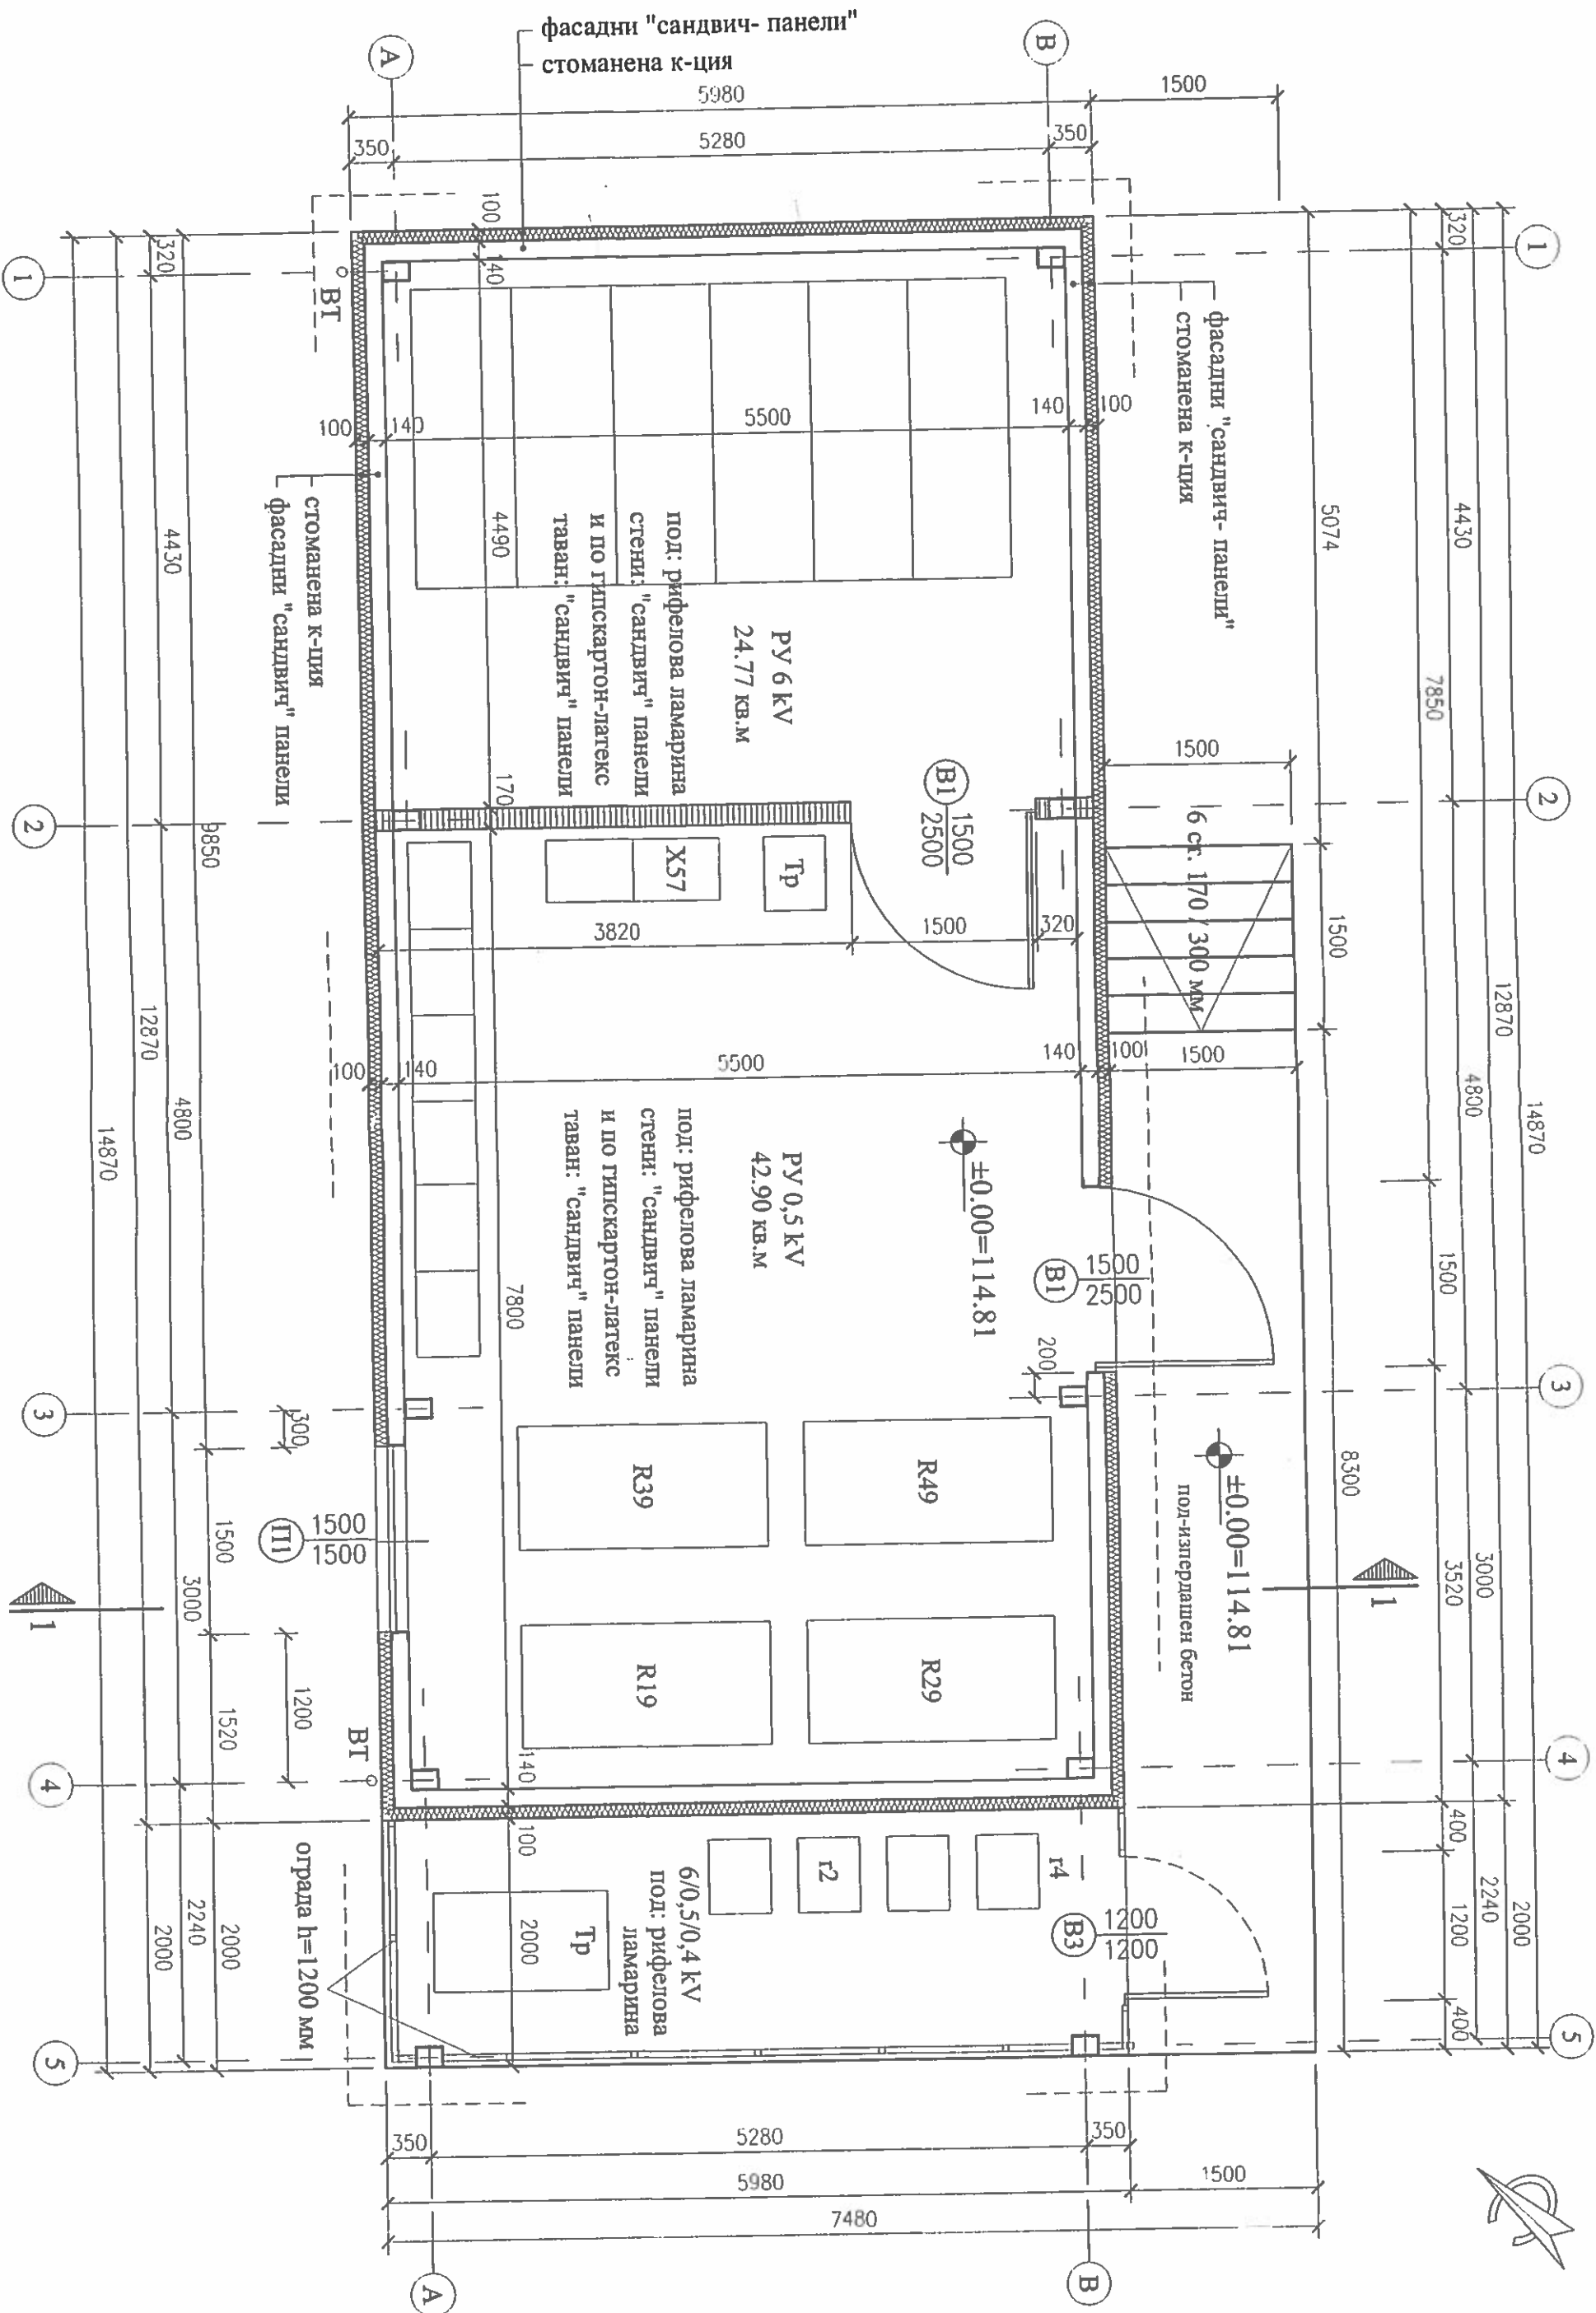 фасадни "сандвич- панели"
стоманена к-ция
А
В
5980
1500
350
5280
350
1
320
4430
4800
3000
2240
12870
2000
14870
7850
1500
3520
400
1200
400
5074
1500
8300
1
320
фасадни "сандвич- панели"
стоманена к-ция
100
140
ВТ
100
140
5500
140
100
4490
под: рифелова ламарина
стени: "сандвич" панели
и по гипскартон-латекс
таван: "сандвич" панели
РУ 6 kV
24.77 кв.м
стоманена к-ция
фасадни "сандвич" панели
4430
9850
12870
4800
14870
2
2
170
В1
1500
2500
1500
6 ст. 170 / 300 мм
Х57
Тр
3820
1500
320
100
140
5500
140
100
1500
под: рифелова ламарина
стени: "сандвич" панели
и по гипскартон-латекс
таван: "сандвич" панели
РУ 0,5 kV
42.90 кв.м
±0.00=114.81
7800
В1
1500
2500
200
3
3
300
R39
R49
±0.00=114.81
под-изпердашен бетон
П1
1500
1500
1500
3000
1
1
1200
1520
R19
R29
ВТ
4
4
140
100
2000
ограда h=1200 мм
2000
2240
2000
6/0,5/0,4 kV
под: рифелова
ламарина
Тр
r2
r4
В3
1200
1200
5
5
350
5280
350
5980
1500
7480
А
В